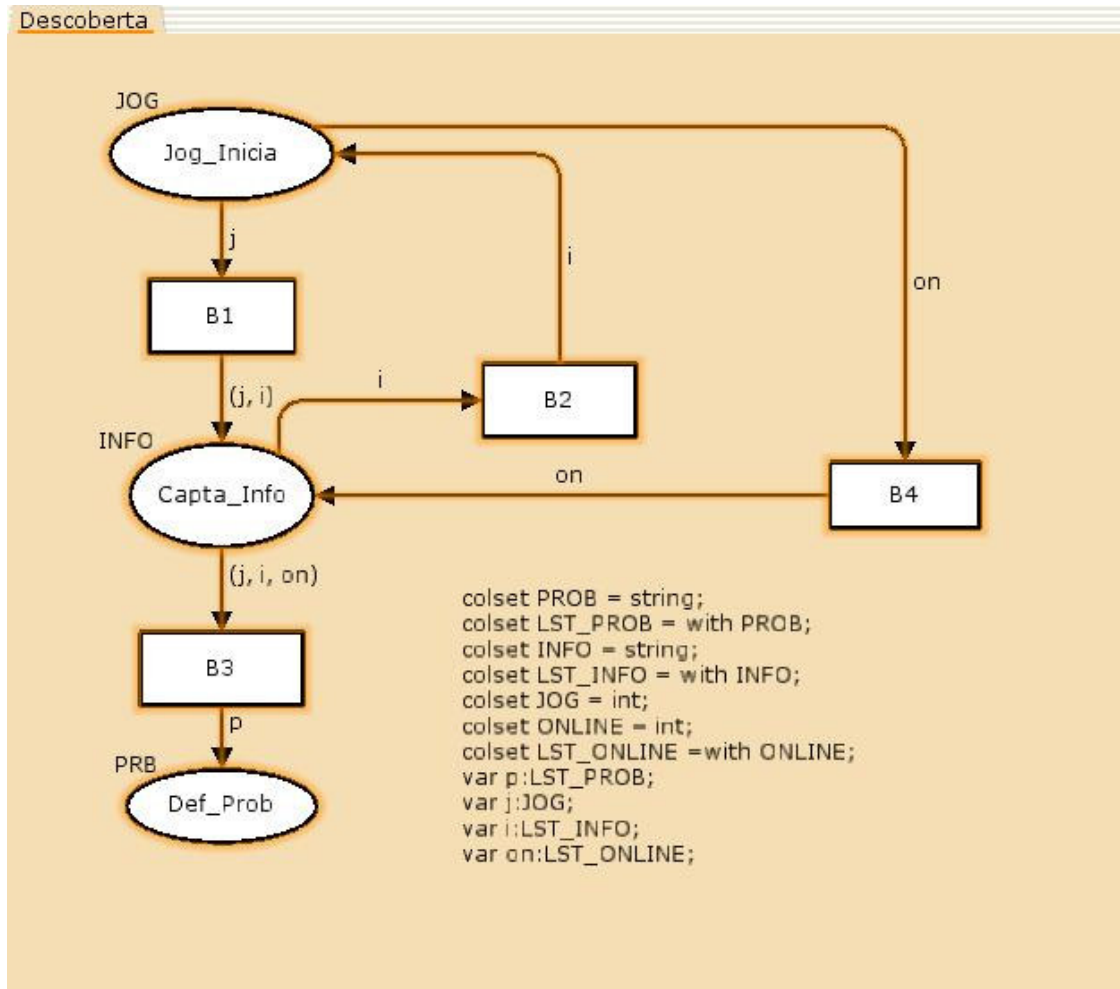 Descoberta
JOG
Jog_Inicia
j
i
on
B1
(j, i)
i
B2
INFO
Capta_Info
on
B4
(j, i, on)
B3
p
PRB
Def_Prob
colset PROB = string;
colset LST_PROB = with PROB;
colset INFO = string;
colset LST_INFO = with INFO;
colset JOG = int;
colset ONLINE = int;
colset LST_ONLINE =with ONLINE;
var p:LST_PROB;
var j:JOG;
var i:LST_INFO;
var on:LST_ONLINE;